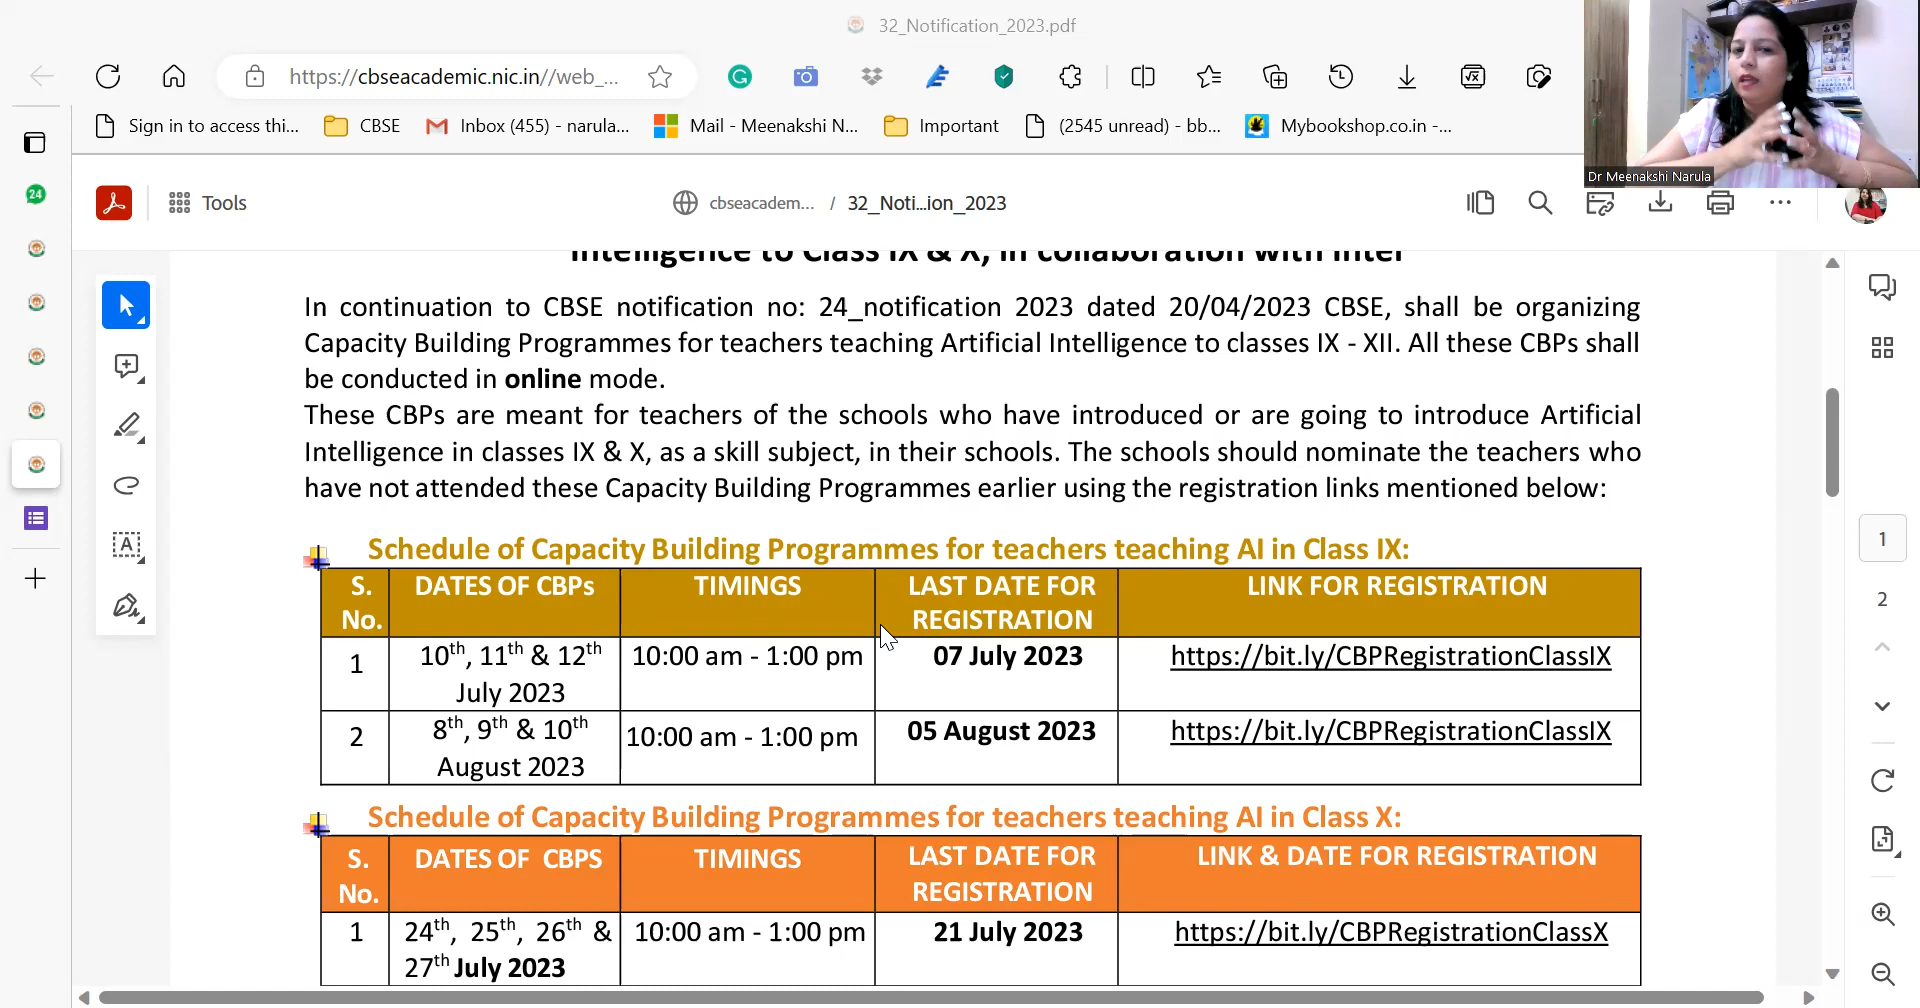 32_Notification_2023.pdf
https://cbseacademic.nic.in//web_...
Sign in to access thi...
CBSE
Inbox (455) - narula...
Mail - Meenakshi N...
Important
(2545 unread) - bb...
Mybookshop.co.in -...
Dr Meenakshi Narula
24
Tools
cbseacadem... / 32_Noti...ion_2023
Intelligence to Class IX & X, in collaboration with Intel
In continuation to CBSE notification no: 24_notification 2023 dated 20/04/2023 CBSE, shall be organizing
Capacity Building Programmes for teachers teaching Artificial Intelligence to classes IX - XII. All these CBPs shall
be conducted in online mode.
These CBPs are meant for teachers of the schools who have introduced or are going to introduce Artificial
Intelligence in classes IX & X, as a skill subject, in their schools. The schools should nominate the teachers who
have not attended these Capacity Building Programmes earlier using the registration links mentioned below:
Schedule of Capacity Building Programmes for teachers teaching AI in Class IX:
S. No. DATES OF CBPs TIMINGS LAST DATE FOR REGISTRATION LINK FOR REGISTRATION
1 10th, 11th & 12th July 2023 10:00 am - 1:00 pm 07 July 2023 https://bit.ly/CBPRegistrationClassIX
2 8th, 9th & 10th August 2023 10:00 am - 1:00 pm 05 August 2023 https://bit.ly/CBPRegistrationClassIX
Schedule of Capacity Building Programmes for teachers teaching AI in Class X:
S. No. DATES OF CBPS TIMINGS LAST DATE FOR REGISTRATION LINK & DATE FOR REGISTRATION
1 24th, 25th, 26th & 27th July 2023 10:00 am - 1:00 pm 21 July 2023 https://bit.ly/CBPRegistrationClassX
1
2